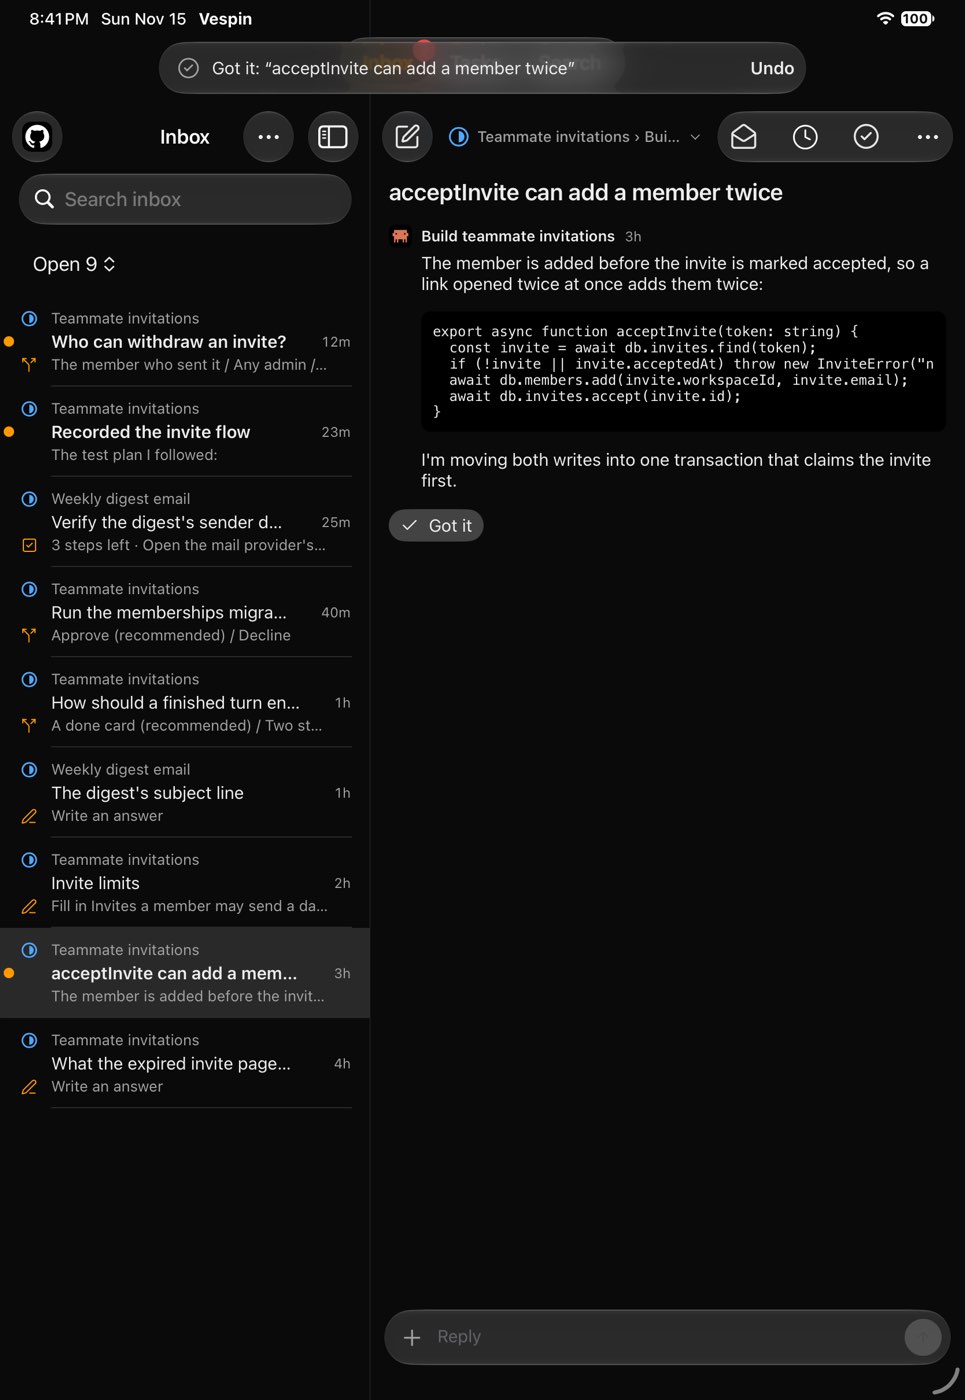 8:41 PM Sun Nov 15 Vespin
100
Got it: “acceptInvite can add a member twice”
Undo
Inbox
Search inbox
Open 9
Teammate invitations
Who can withdraw an invite? 12m
The member who sent it / Any admin /...
Teammate invitations
Recorded the invite flow 23m
The test plan I followed:
Weekly digest email
Verify the digest's sender d... 25m
3 steps left · Open the mail provider's...
Teammate invitations
Run the memberships migra... 40m
Approve (recommended) / Decline
Teammate invitations
How should a finished turn en... 1h
A done card (recommended) / Two st...
Weekly digest email
The digest's subject line 1h
Write an answer
Teammate invitations
Invite limits 2h
Fill in Invites a member may send a da...
Teammate invitations
acceptInvite can add a mem... 3h
The member is added before the invit...
Teammate invitations
What the expired invite page... 4h
Write an answer
Teammate invitations › Bui...
acceptInvite can add a member twice
Build teammate invitations 3h
The member is added before the invite is marked accepted, so a
link opened twice at once adds them twice:
export async function acceptInvite(token: string) {
const invite = await db.invites.find(token);
if (!invite || invite.acceptedAt) throw new InviteError("n
await db.members.add(invite.workspaceId, invite.email);
await db.invites.accept(invite.id);
}
I'm moving both writes into one transaction that claims the invite
first.
Got it
Reply